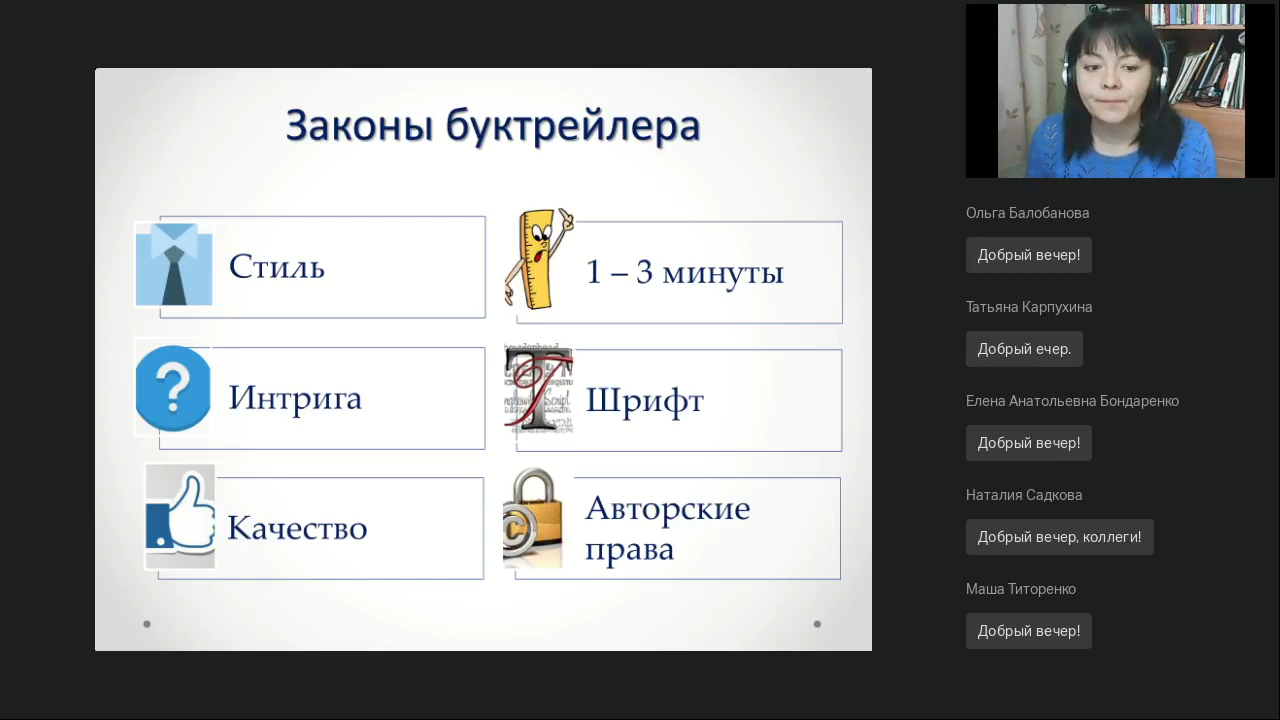 Законы буктрейлера
Стиль
1 – 3 минуты
Интрига
Шрифт
Качество
Авторские
права
Ольга Балобанова
Добрый вечер!
Татьяна Карпухина
Добрый ечер.
Елена Анатольевна Бондаренко
Добрый вечер!
Наталия Садкова
Добрый вечер, коллеги!
Маша Титоренко
Добрый вечер!